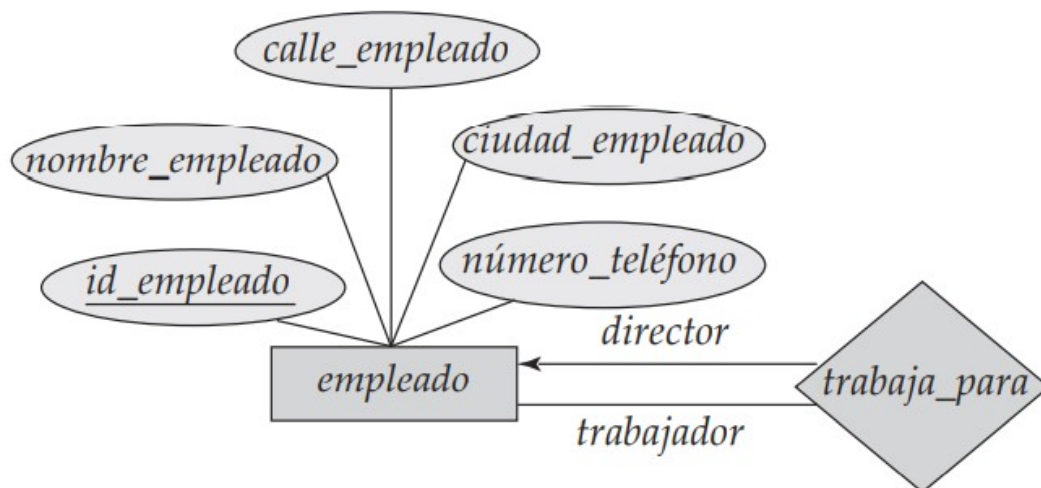 calle_empleado
nombre_empleado
ciudad_empleado
id_empleado
número_teléfono
director
empleado
trabaja_para
trabajador